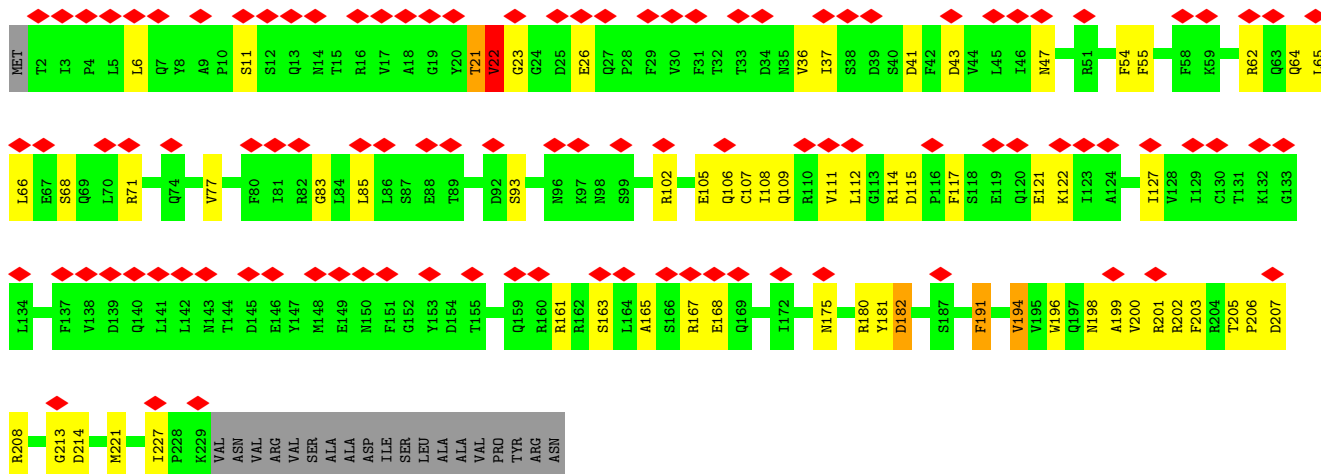 MET T2 I3 P4 L5 L6 Q7 Y8 A9 P10 S11 S12 Q13 N14 T15 R16 V17 A18 G19 Y20 T21 V22 G23 G24 D25 E26 Q27 P28 F29 V30 F31 T32 T33 D34 N35 V36 I37 S38 D39 S40 D41 F42 D43 V44 L45 I46 N47 R51 F54 F55 F58 K59 R62 Q63 Q64 L65
L66 E67 S68 Q69 L70 R71 Q74 V77 F80 I81 R82 G83 L84 L85 L86 S87 E88 T89 D92 S93 N96 K97 N98 S99 R102 E105 Q106 C107 I108 Q109 R110 V111 L112 G113 R114 D115 P116 F117 S118 E119 Q120 E121 K122 I123 A124 I127 V128 I129 C130 T131 K132 G133
L134 F137 V138 D139 Q140 L141 L142 N143 T144 D145 E146 Y147 M148 E149 N150 F151 G152 Y153 D154 T155 Q159 R160 R161 R162 S163 L164 A165 S166 R167 E168 Q169 I172 N175 R180 Y181 D182 S187 F191 V194 V195 W196 Q197 N198 A199 V200 R201 R202 F203 R204 T205 P206 D207
R208 G213 D214 M221 I227 P228 K229 VAL ASN VAL ARG VAL SER ALA ALA ASP ILE SER LEU ALA ALA VAL PRO TYR ARG ASN